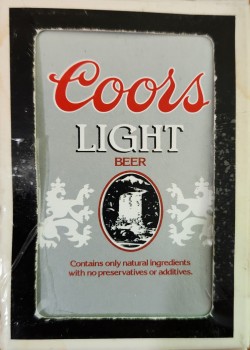 Coors
LIGHT
BEER
Contains only natural ingredients
with no preservatives or additives.